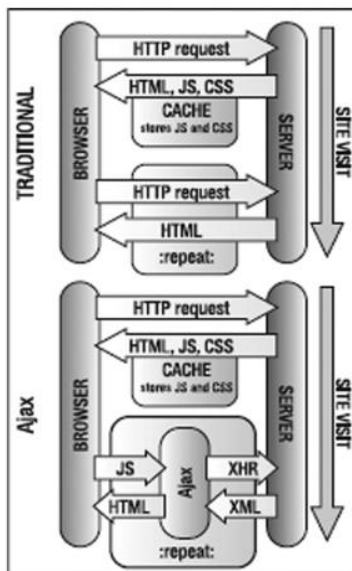 TRADITIONAL
BROWSER
HTTP request
HTML, JS, CSS
CACHE
stores JS and CSS
HTTP request
HTML
:repeat:
SERVER
SITE VISIT
Ajax
BROWSER
HTTP request
HTML, JS, CSS
CACHE
stores JS and CSS
JS
HTML
Ajax
XHR
XML
:repeat:
SERVER
SITE VISIT